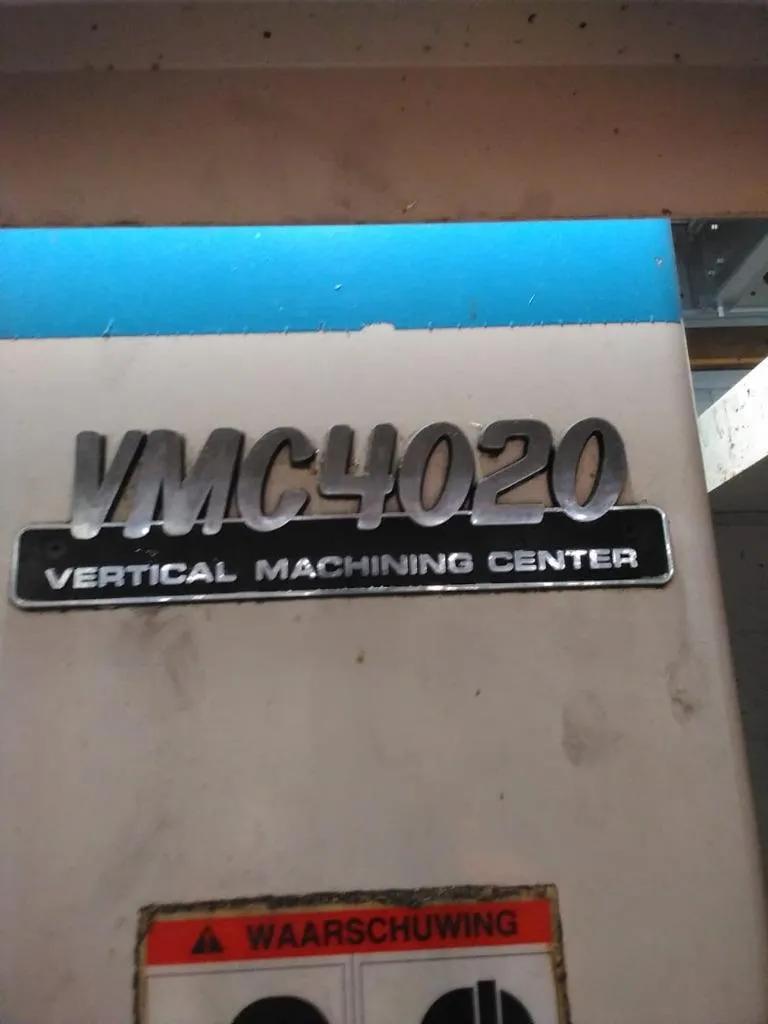 VMC4020
VERTICAL MACHINING CENTER
WAARSCHUWING